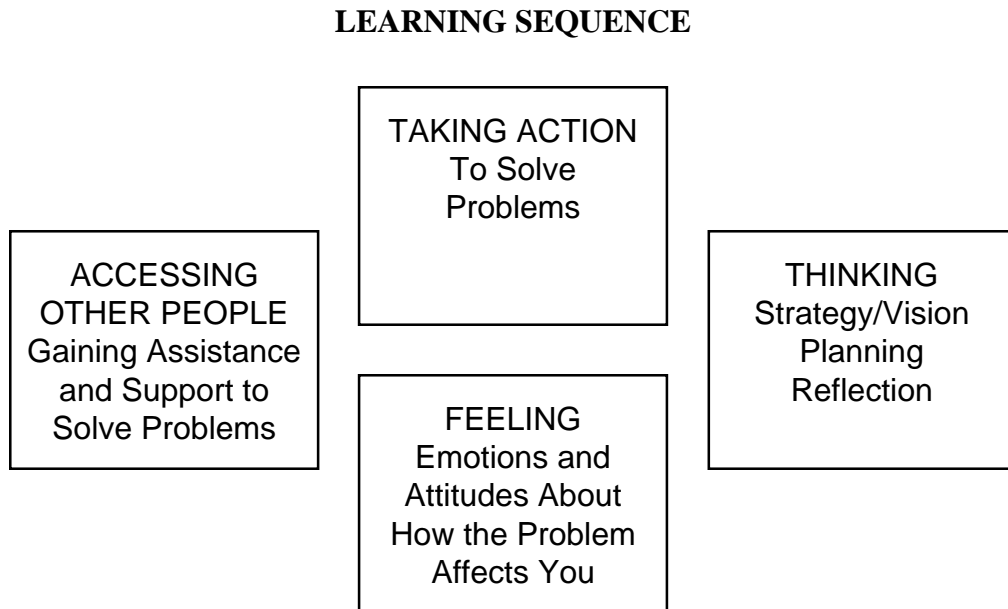 LEARNING SEQUENCE
TAKING ACTION
To Solve
Problems
ACCESSING
OTHER PEOPLE
Gaining Assistance
and Support to
Solve Problems
THINKING
Strategy/Vision
Planning
Reflection
FEELING
Emotions and
Attitudes About
How the Problem
Affects You